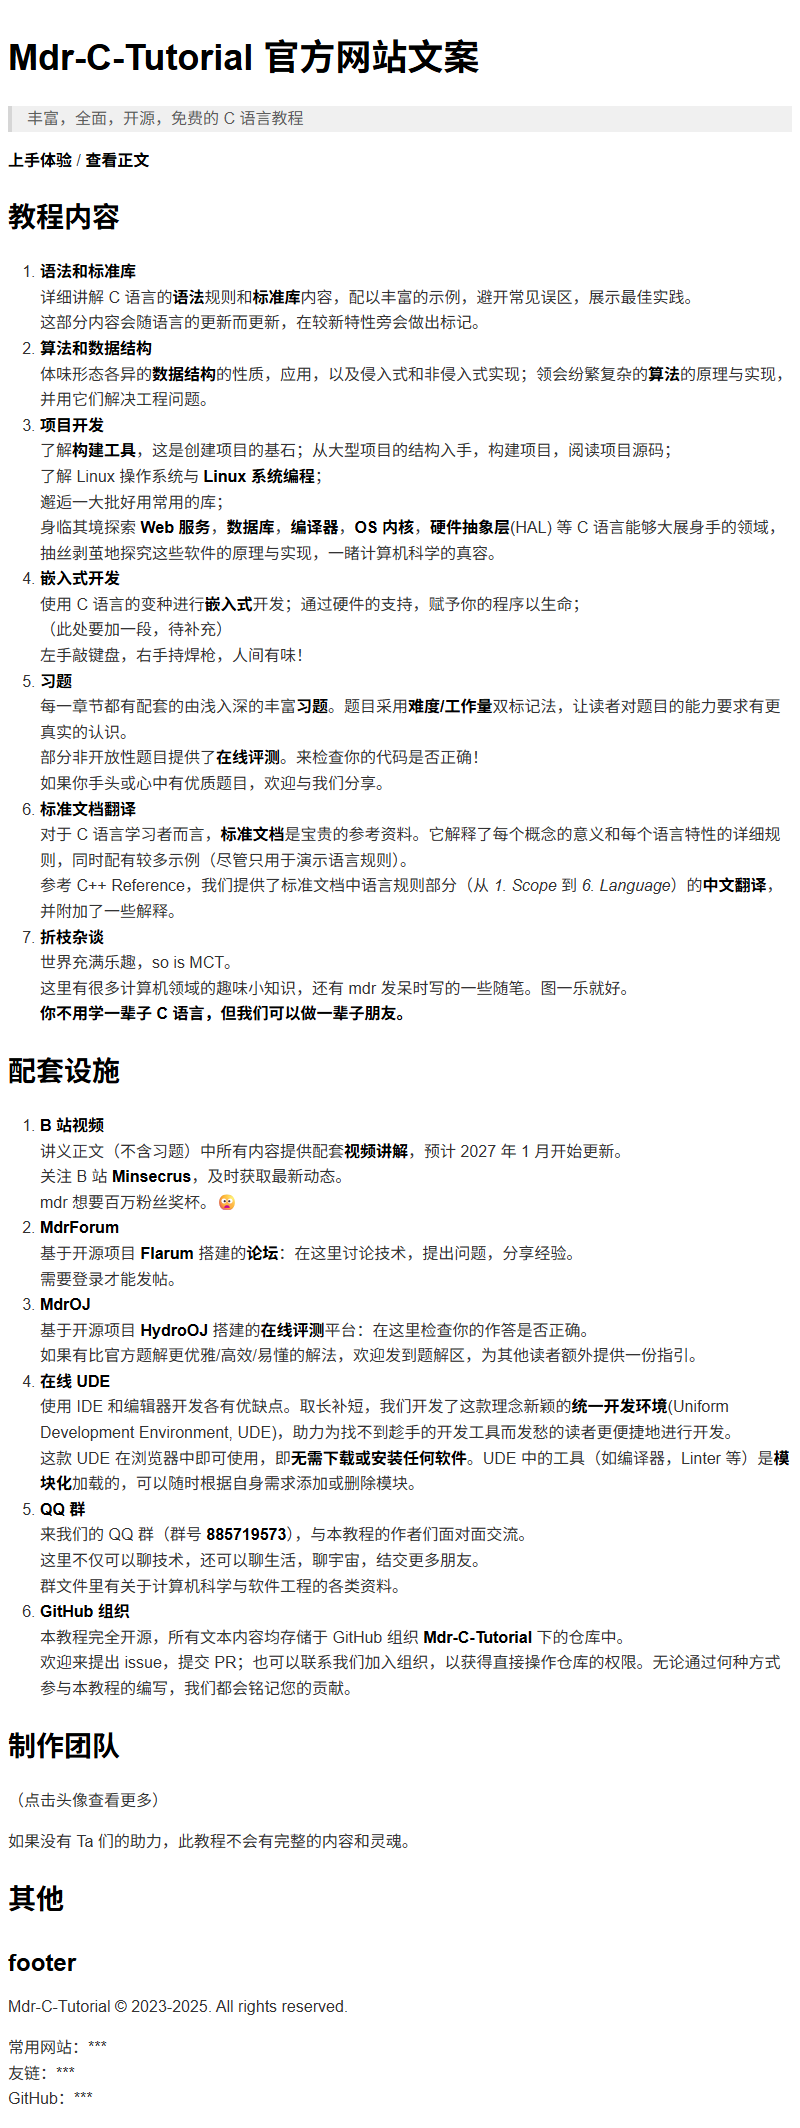 Mdr-C-Tutorial 官方网站文案
丰富，全面，开源，免费的 C 语言教程
上手体验 / 查看正文
教程内容
1. 语法和标准库
详细讲解 C 语言的语法规则和标准库内容，配以丰富的示例，避开常见误区，展示最佳实践。
这部分内容会随语言的更新而更新，在较新特性旁会做出标记。
2. 算法和数据结构
体味形态各异的数据结构的性质，应用，以及侵入式和非侵入式实现；领会纷繁复杂的算法的原理与实现，
并用它们解决工程问题。
3. 项目开发
了解构建工具，这是创建项目的基石；从大型项目的结构入手，构建项目，阅读项目源码；
了解 Linux 操作系统与 Linux 系统编程；
邂逅一大批好用常用的库；
身临其境探索 Web 服务，数据库，编译器，OS 内核，硬件抽象层(HAL) 等 C 语言能够大展身手的领域，
抽丝剥茧地探究这些软件的原理与实现，一睹计算机科学的真容。
4. 嵌入式开发
使用 C 语言的变种进行嵌入式开发；通过硬件的支持，赋予你的程序以生命；
（此处要加一段，待补充）
左手敲键盘，右手持焊枪，人间有味！
5. 习题
每一章节都有配套的由浅入深的丰富习题。题目采用难度/工作量双标记法，让读者对题目的能力要求有更
真实的认识。
部分非开放性题目提供了在线评测。来检查你的代码是否正确！
如果你手头或心中有优质题目，欢迎与我们分享。
6. 标准文档翻译
对于 C 语言学习者而言，标准文档是宝贵的参考资料。它解释了每个概念的意义和每个语言特性的详细规
则，同时配有较多示例（尽管只用于演示语言规则）。
参考 C++ Reference，我们提供了标准文档中语言规则部分（从 1. Scope 到 6. Language）的中文翻译，
并附加了一些解释。
7. 折枝杂谈
世界充满乐趣，so is MCT。
这里有很多计算机领域的趣味小知识，还有 mdr 发呆时写的一些随笔。图一乐就好。
你不用学一辈子 C 语言，但我们可以做一辈子朋友。
配套设施
1. B 站视频
讲义正文（不含习题）中所有内容提供配套视频讲解，预计 2027 年 1 月开始更新。
关注 B 站 Minsecrus，及时获取最新动态。
mdr 想要百万粉丝奖杯。😳
2. MdrForum
基于开源项目 Flarum 搭建的论坛：在这里讨论技术，提出问题，分享经验。
需要登录才能发帖。
3. MdrOJ
基于开源项目 HydroOJ 搭建的在线评测平台：在这里检查你的作答是否正确。
如果有比官方题解更优雅/高效/易懂的解法，欢迎发到题解区，为其他读者额外提供一份指引。
4. 在线 UDE
使用 IDE 和编辑器开发各有优缺点。取长补短，我们开发了这款理念新颖的统一开发环境(Uniform
Development Environment, UDE)，助力为找不到趁手的开发工具而发愁的读者更便捷地进行开发。
这款 UDE 在浏览器中即可使用，即无需下载或安装任何软件。UDE 中的工具（如编译器，Linter 等）是模
块化加载的，可以随时根据自身需求添加或删除模块。
5. QQ 群
来我们的 QQ 群（群号 885719573），与本教程的作者们面对面交流。
这里不仅可以聊技术，还可以聊生活，聊宇宙，结交更多朋友。
群文件里有关于计算机科学与软件工程的各类资料。
6. GitHub 组织
本教程完全开源，所有文本内容均存储于 GitHub 组织 Mdr-C-Tutorial 下的仓库中。
欢迎来提出 issue，提交 PR；也可以联系我们加入组织，以获得直接操作仓库的权限。无论通过何种方式
参与本教程的编写，我们都会铭记您的贡献。
制作团队
（点击头像查看更多）
如果没有 Ta 们的助力，此教程不会有完整的内容和灵魂。
其他
footer
Mdr-C-Tutorial © 2023-2025. All rights reserved.
常用网站：***
友链：***
GitHub：***